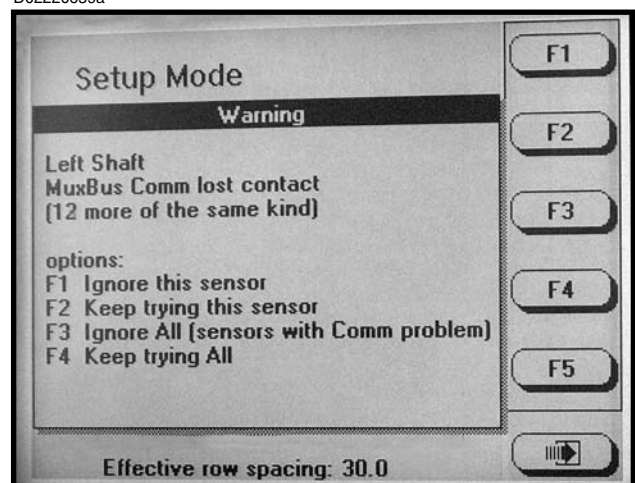 Setup Mode
Warning
Left Shaft
MuxBus Comm lost contact
(12 more of the same kind)
options:
F1 Ignore this sensor
F2 Keep trying this sensor
F3 Ignore All (sensors with Comm problem)
F4 Keep trying All
Effective row spacing: 30.0
F1
F2
F3
F4
F5